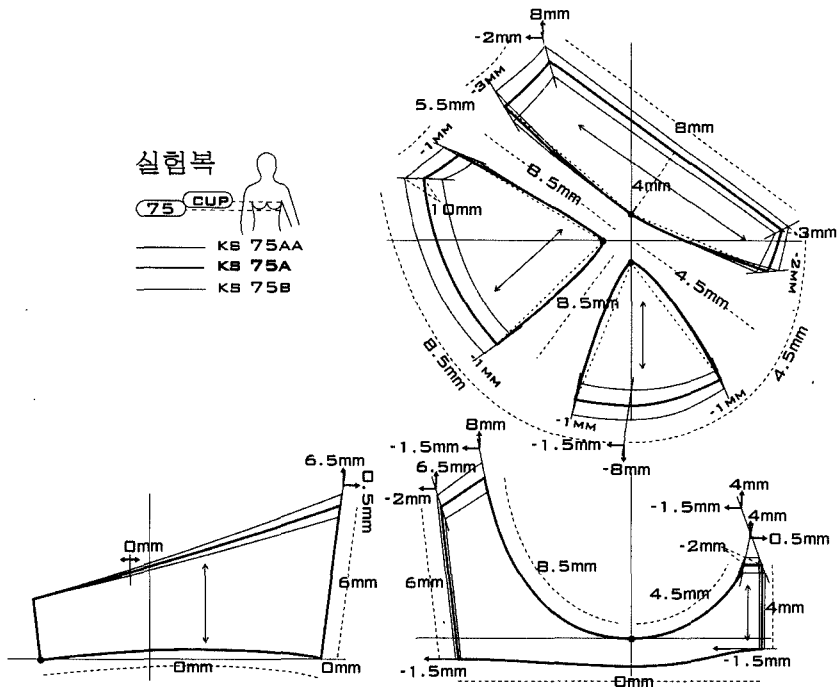 8mm
-2mm
-3MM
5.5mm
8mm
-1MM
8.5mm
4mm
실험복
75 CUP
10mm
KS 75AA
KS 75A
KS 75B
3mm
-2MM
4.5mm
8.5mm
8.5mm
-1MM
4.5mm
-1MM
-1MM
-1.5mm
-8mm
8mm
-1.5mm
6.5mm
-2mm
6.5mm
0.5mm
4mm
-1.5mm
4mm
0.5mm
-2mm
0mm
8.5mm
6mm
6mm
4.5mm
4mm
0mm
0mm
-1.5mm
-1.5mm
0mm